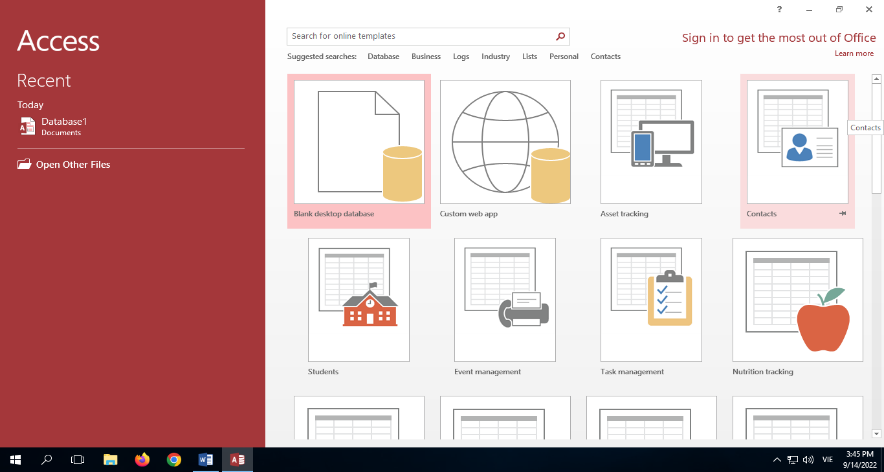 ?
Access
Search for online templates
Sign in to get the most out of Office
Suggested searches: Database Business Logs Industry Lists Personal Contacts
Learn more
Recent
Today
Database1
Documents
Open Other Files
Contacts
Blank desktop database
Custom web app
Asset tracking
Contacts
Students
Event management
Task management
Nutrition tracking
VIE
3:45 PM
9/14/2022